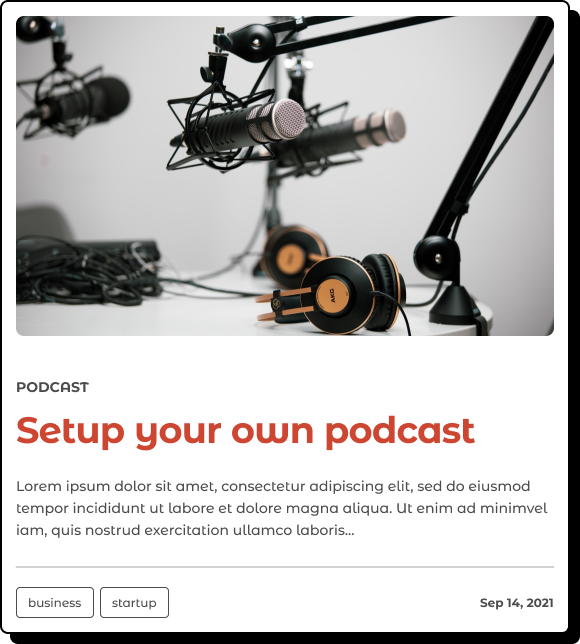 AKG
PODCAST
Setup your own podcast
Lorem ipsum dolor sit amet, consectetur adipiscing elit, sed do eiusmod
tempor incididunt ut labore et dolore magna aliqua. Ut enim ad minimvel
iam, quis nostrud exercitation ullamco laboris...
business
startup
Sep 14, 2021